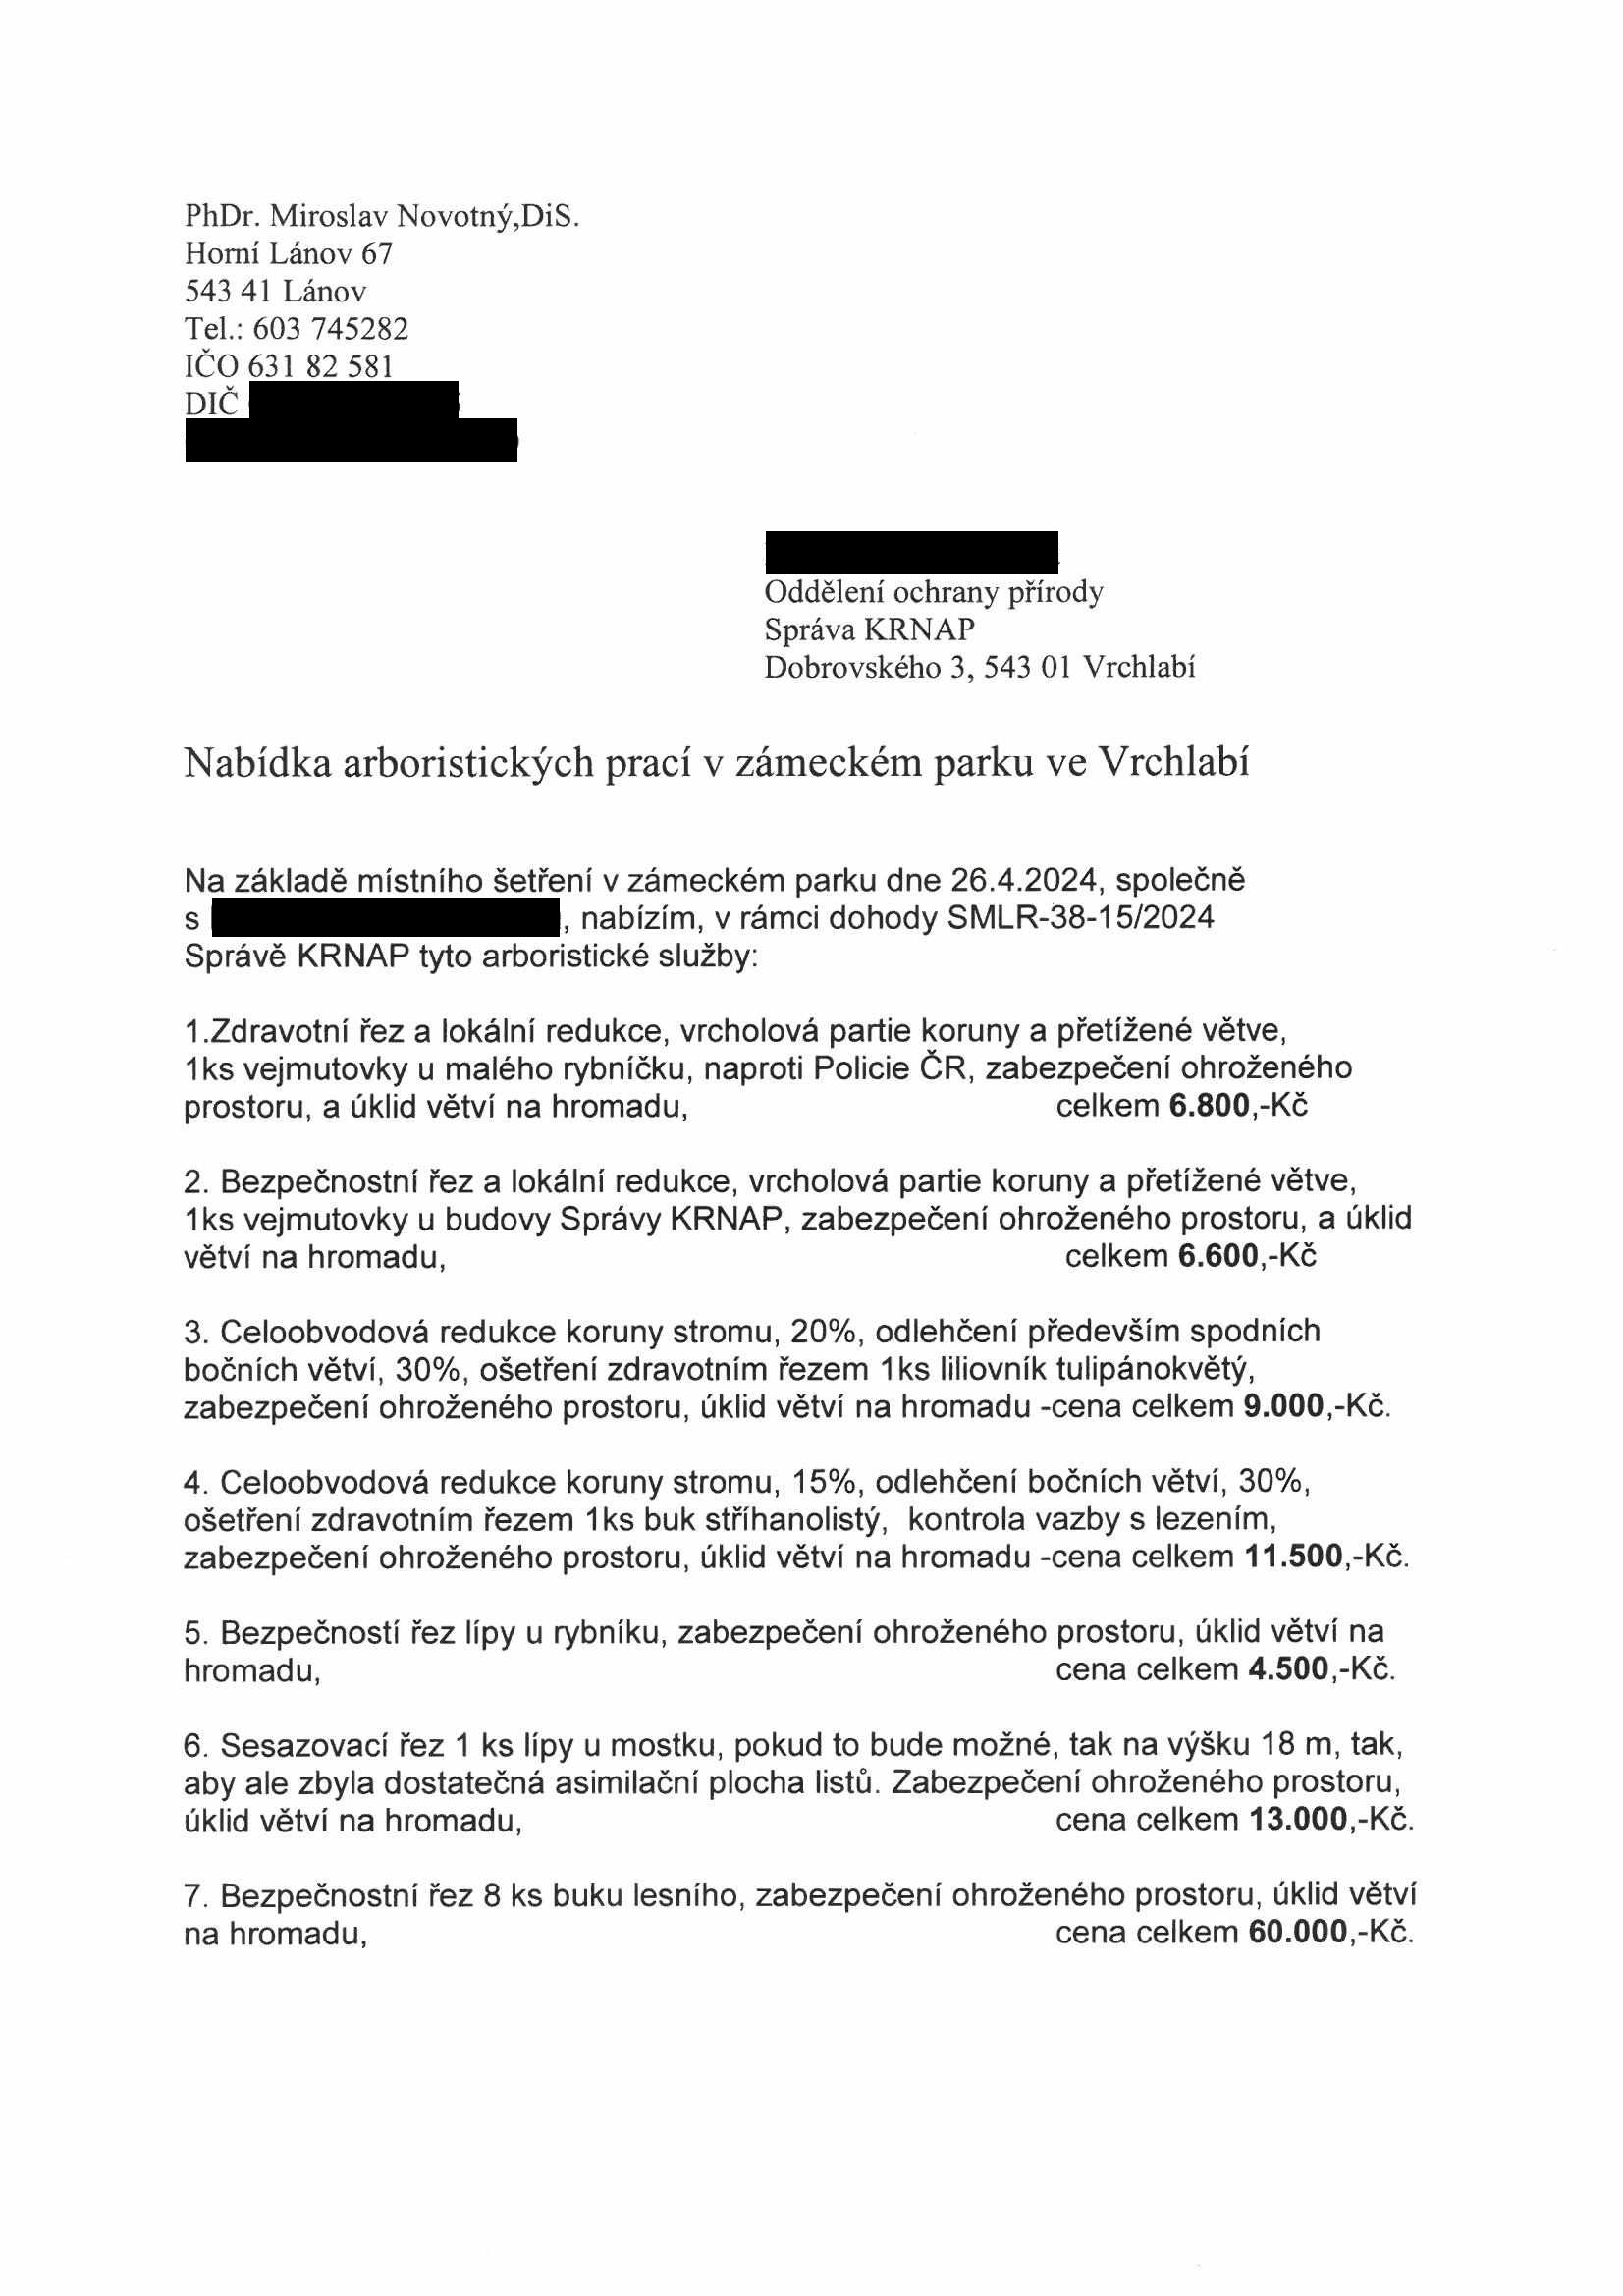 PhDr. Miroslav Novotný,DiS.
Horní Lánov 67
543 41 Lánov
Tel.: 603 745282
IČO 631 82 581
DIČ
Oddělení ochrany přírody
Správa KRNAP
Dobrovského 3, 543 01 Vrchlabí
Nabídka arboristických prací v zámeckém parku ve Vrchlabí
Na základě místního šetření v zámeckém parku dne 26.4.2024, společně
s , nabízím, v rámci dohody SMLR-38-15/2024
Správě KRNAP tyto arboristické služby:
1.Zdravotní řez a lokální redukce, vrcholová partie koruny a přetížené větve,
1ks vejmutovky u malého rybníčku, naproti Policie ČR, zabezpečení ohroženého
prostoru, a úklid větví na hromadu, celkem 6.800,-Kč
2. Bezpečnostní řez a lokální redukce, vrcholová partie koruny a přetížené větve,
1ks vejmutovky u budovy Správy KRNAP, zabezpečení ohroženého prostoru, a úklid
větví na hromadu, celkem 6.600,-Kč
3. Celoobvodová redukce koruny stromu, 20%, odlehčení především spodních
bočních větví, 30%, ošetření zdravotním řezem 1ks liliovník tulipánokvětý,
zabezpečení ohroženého prostoru, úklid větví na hromadu -cena celkem 9.000,-Kč.
4. Celoobvodová redukce koruny stromu, 15%, odlehčení bočních větví, 30%,
ošetření zdravotním řezem 1ks buk stříhanolistý, kontrola vazby s lezením,
zabezpečení ohroženého prostoru, úklid větví na hromadu -cena celkem 11.500,-Kč.
5. Bezpečností řez lípy u rybníku, zabezpečení ohroženého prostoru, úklid větví na
hromadu, cena celkem 4.500,-Kč.
6. Sesazovací řez 1 ks lípy u mostku, pokud to bude možné, tak na výšku 18 m, tak,
aby ale zbyla dostatečná asimilační plocha listů. Zabezpečení ohroženého prostoru,
úklid větví na hromadu, cena celkem 13.000,-Kč.
7. Bezpečnostní řez 8 ks buku lesního, zabezpečení ohroženého prostoru, úklid větví
na hromadu, cena celkem 60.000,-Kč.